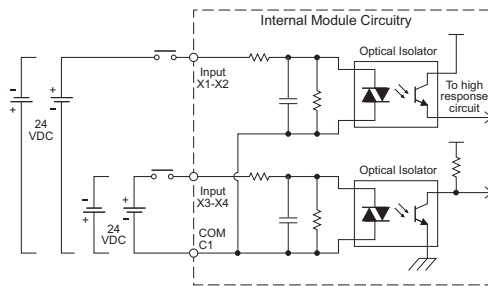 Internal Module Circuitry
Optical Isolator
Input
X1-X2
To high
response
circuit
- +
+ -
24
VDC
Optical Isolator
Input
X3-X4
- +
+ -
24
VDC
COM
C1